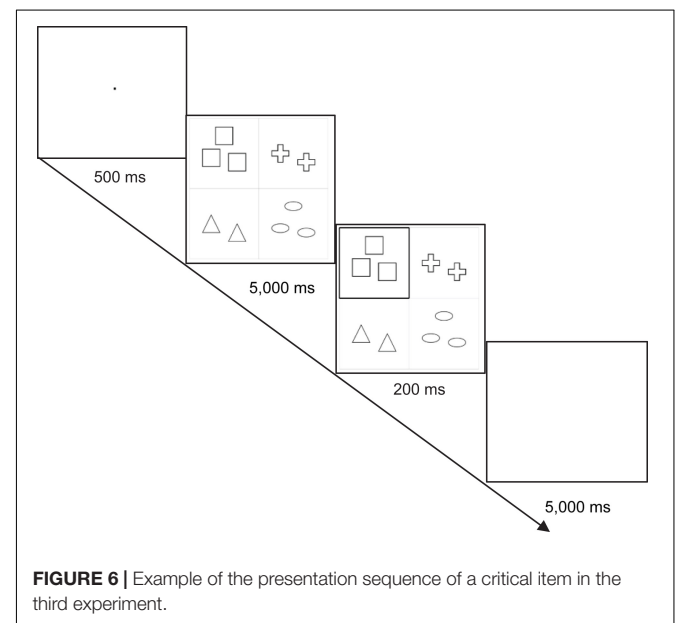 500 ms
5,000 ms
200 ms
5,000 ms
FIGURE 6 | Example of the presentation sequence of a critical item in the
third experiment.